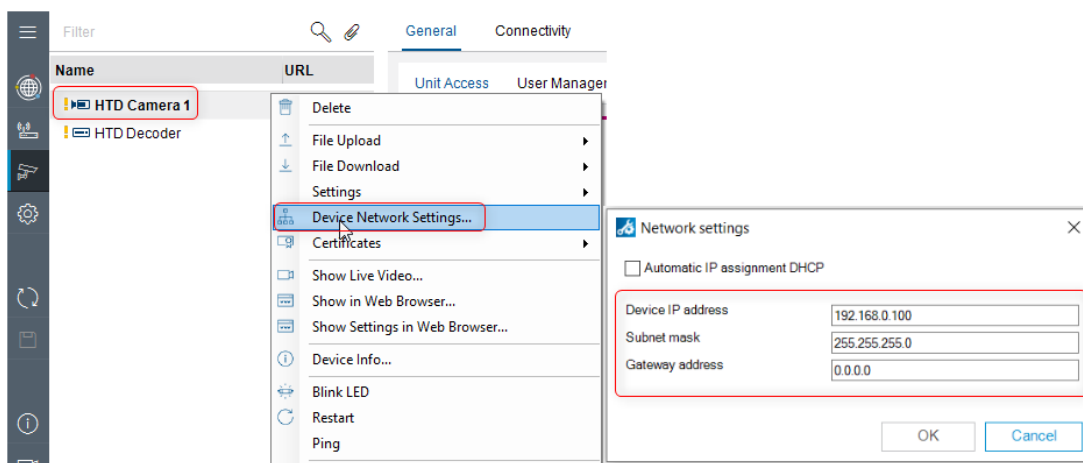 Filter
General
Connectivity
Name
URL
Unit Access
User Manager
HTD Camera 1
HTD Decoder
Delete
File Upload
File Download
Settings
Device Network Settings...
Certificates
Show Live Video...
Show in Web Browser...
Show Settings in Web Browser...
Device Info...
Blink LED
Restart
Ping
Network settings
Automatic IP assignment DHCP
Device IP address
192.168.0.100
Subnet mask
255.255.255.0
Gateway address
0.0.0.0
OK
Cancel